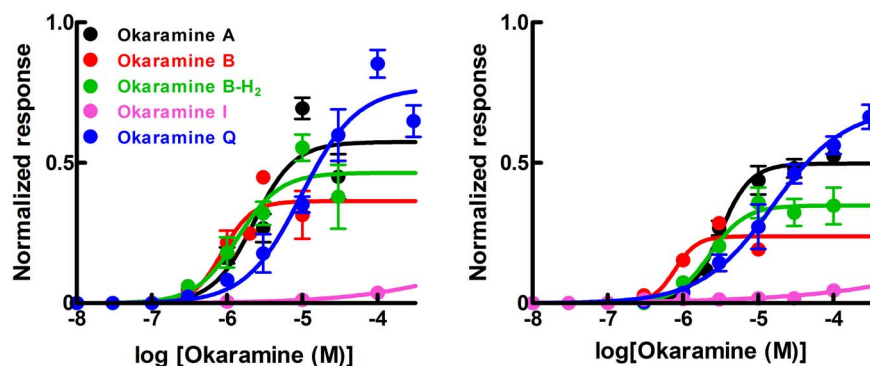 1.0
0.5
0
Normalized response
Okaramine A
Okaramine B
Okaramine B-H₂
Okaramine I
Okaramine Q
-8 -7 -6 -5 -4
log [Okaramine (M)]
1.0
0.5
0
Normalized response
-8 -7 -6 -5 -4
log[Okaramine (M)]